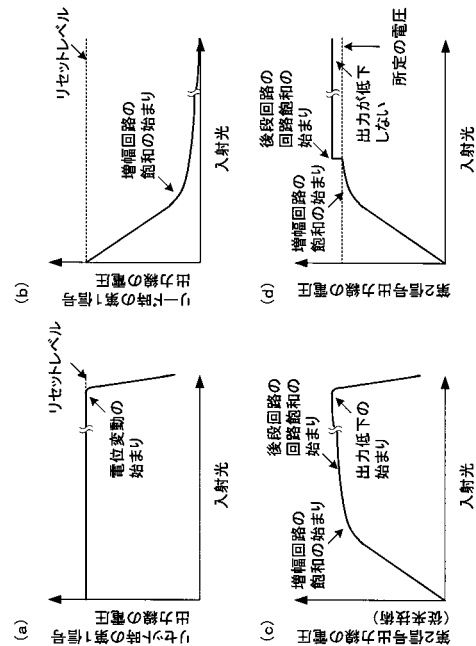 (a)
リセット時の第1信号
出力線の電圧
リセットレベル
電位変動の
始まり
入射光
(b)
リード時の第1信号
出力線の電圧
リセットレベル
増幅回路の
飽和の始まり
入射光
(c)
第2信号出力線の電圧
(従来技術)
増幅回路の
飽和の始まり
後段回路の
回路飽和の
始まり
出力低下の
始まり
入射光
(d)
第2信号出力線の電圧
増幅回路の
飽和の始まり
後段回路の
回路飽和の
始まり
出力が低下
しない
所定の電圧
入射光